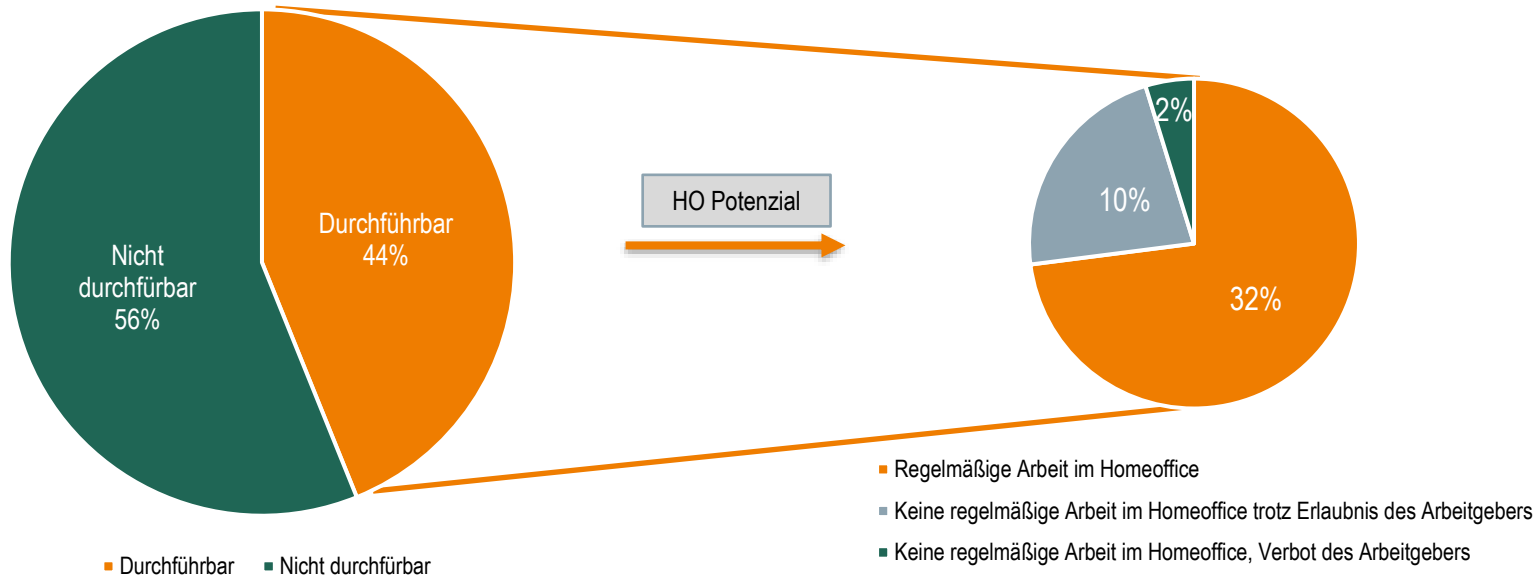 Nicht
durchfürbar
56%
Durchführbar
44%
HO Potenzial
2%
10%
32%
Durchführbar
Nicht durchfürbar
Regelmäßige Arbeit im Homeoffice
Keine regelmäßige Arbeit im Homeoffice trotz Erlaubnis des Arbeitgebers
Keine regelmäßige Arbeit im Homeoffice, Verbot des Arbeitgebers